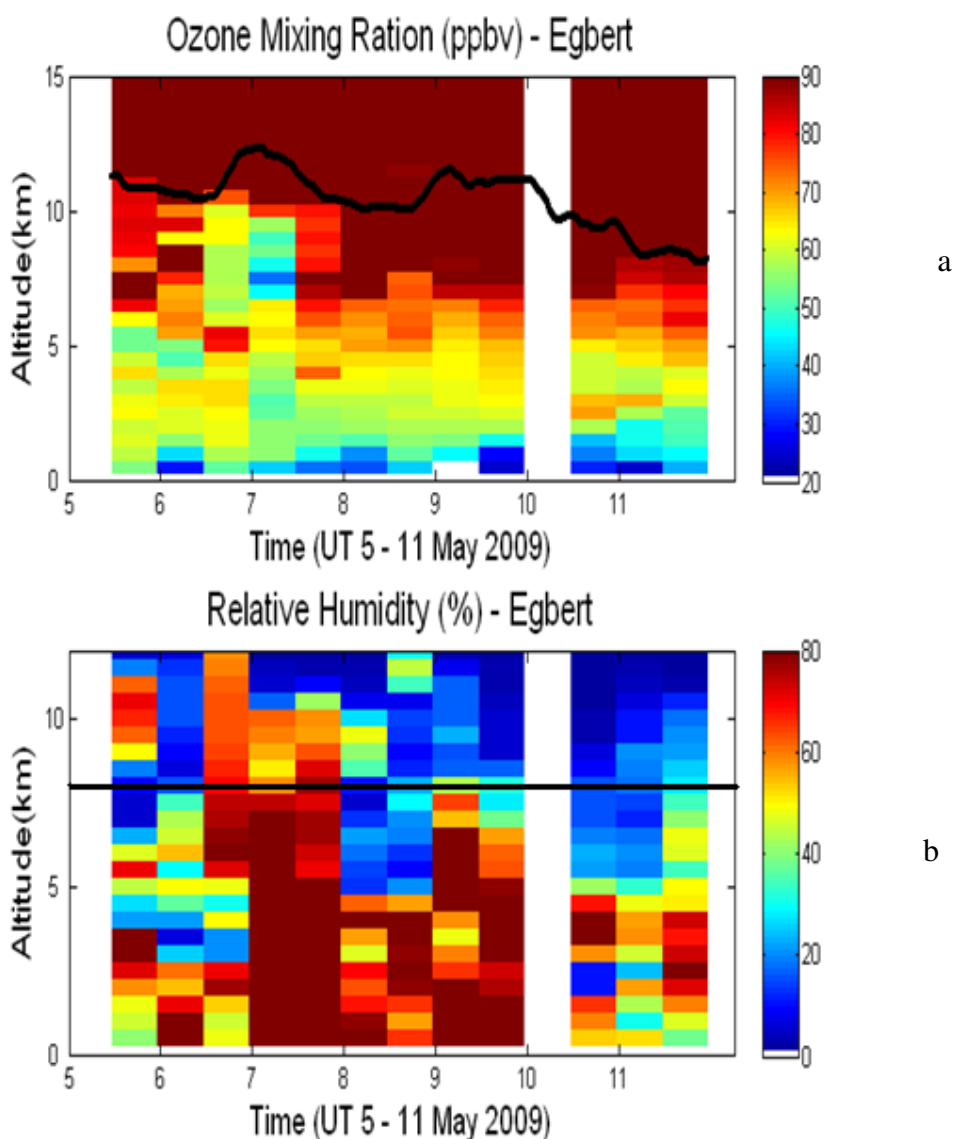 Ozone Mixing Ration (ppbv) - Egbert
15
10
5
0
Altitude(km)
5 6 7 8 9 10 11
Time (UT 5 - 11 May 2009)
90
80
70
60
50
40
30
20
a
Relative Humidity (%) - Egbert
10
5
0
Altitude(km)
5 6 7 8 9 10 11
Time (UT 5 - 11 May 2009)
80
60
40
20
0
b